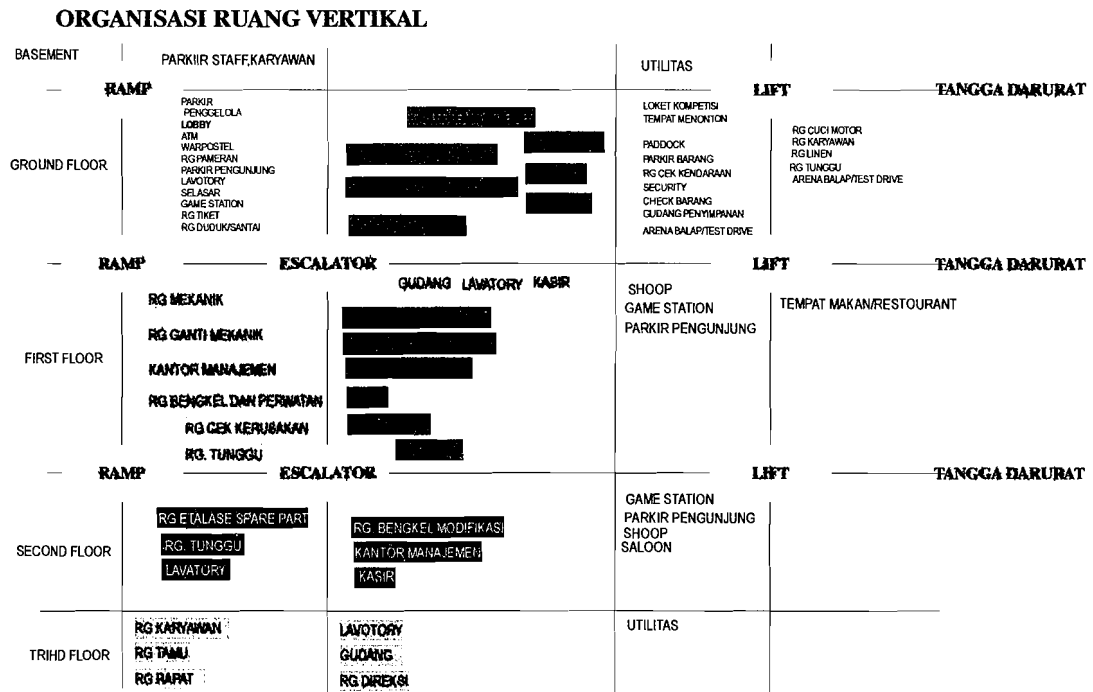 ORGANISASI RUANG VERTIKAL
BASEMENT
PARKIIR STAFF,KARYAWAN
UTILITAS
RAMP
LIFT
TANGGA DARURAT
GROUND FLOOR
PARKIR
PENGGELOLA
LOBBY
ATM
WARPOSTEL
RG PAMERAN
PARKIR PENGUNJUNG
LAVOTORY
SELASAR
GAME STATION
RG TIKET
RG DUDUK/SANTAI
LOKET KOMPETISI
TEMPAT MENONTON
PADDOCK
PARKIR BARANG
RG CEK KENDARAAN
SECURITY
CHECK BARANG
GUDANG PENYIMPANAN
ARENA BALAP/TEST DRIVE
RG CUCI MOTOR
RG KARYAWAN
RG LINEN
RG TUNGGU
ARENA BALAP/TEST DRIVE
RAMP
ESCALATOR
LIFT
TANGGA DARURAT
FIRST FLOOR
RG MEKANIK
RG GANTI MEKANIK
KANTOR MANAJEMEN
RG BENGKEL DAN PERWATAN
RG CEK KERUSAKAN
RG. TUNGGU
GUDANG LAVATORY KASIR
SHOOP
GAME STATION
PARKIR PENGUNJUNG
TEMPAT MAKAN/RESTOURANT
RAMP
ESCALATOR
LIFT
TANGGA DARURAT
SECOND FLOOR
RG ETALASE SPARE PART
RG. TUNGGU
LAVATORY
RG. BENGKEL MODIFIKASI
KANTOR MANAJEMEN
KASIR
GAME STATION
PARKIR PENGUNJUNG
SHOOP
SALOON
TRIHD FLOOR
RG KARYAWAN
RG TAMU
RG RAPAT
LAVOTORY
GUDANG
RG DIREKSI
UTILITAS